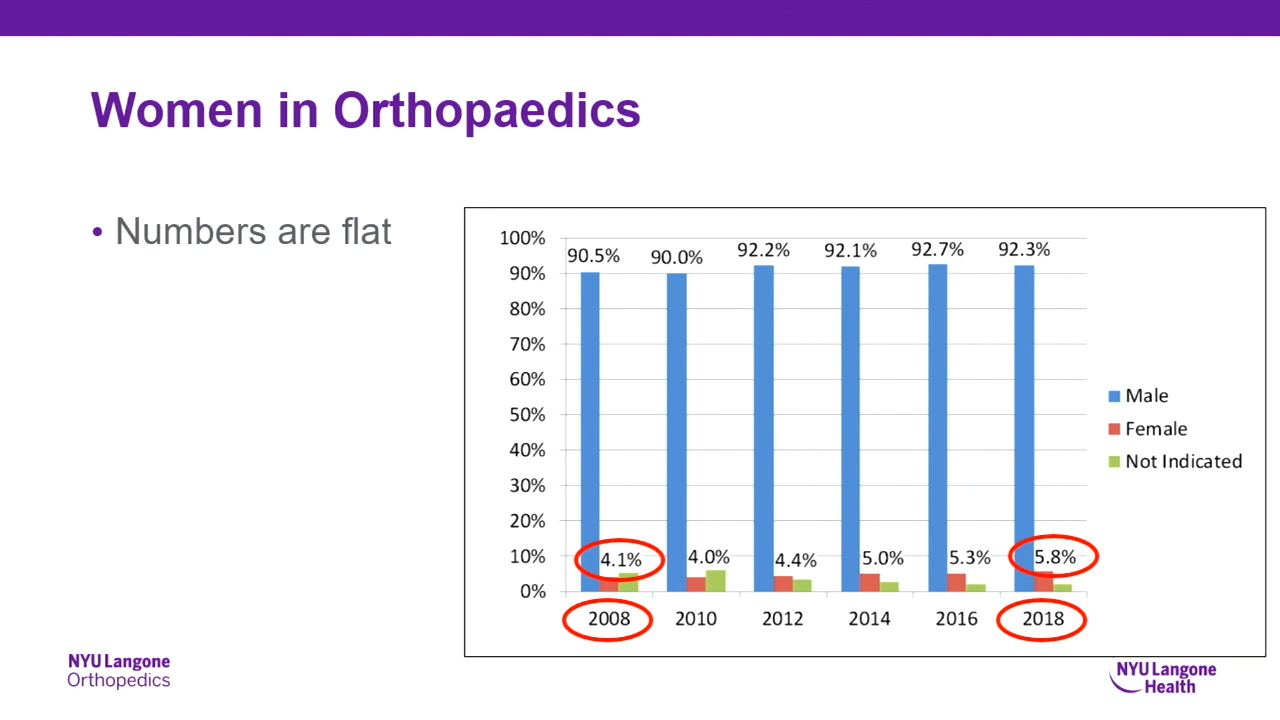 Women in Orthopaedics
• Numbers are flat
100%
90%
80%
70%
60%
50%
40%
30%
20%
10%
0%
90.5% 90.0% 92.2% 92.1% 92.7% 92.3%
4.1% 4.0% 4.4% 5.0% 5.3% 5.8%
2008 2010 2012 2014 2016 2018
Male
Female
Not Indicated
NYU Langone
Orthopedics
NYU Langone
Health